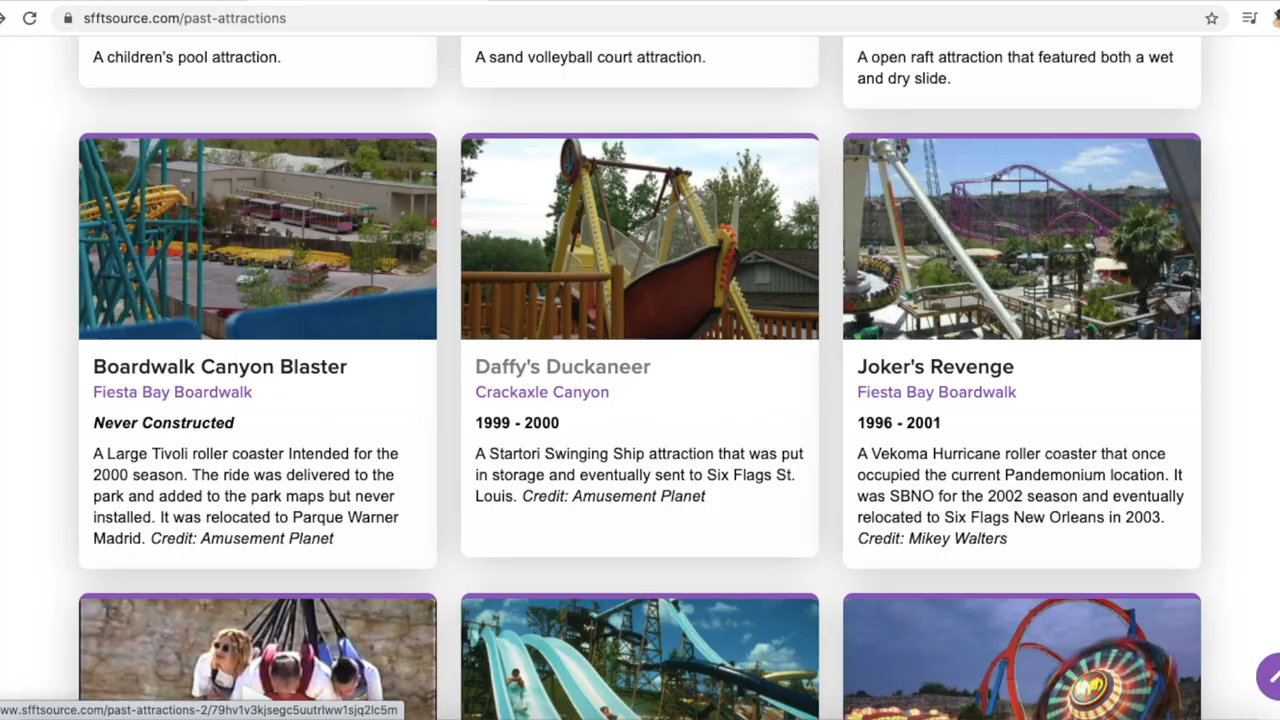 sfftsource.com/past-attractions
A children's pool attraction.
A sand volleyball court attraction.
A open raft attraction that featured both a wet
and dry slide.
Boardwalk Canyon Blaster
Fiesta Bay Boardwalk
Never Constructed
A Large Tivoli roller coaster Intended for the
2000 season. The ride was delivered to the
park and added to the park maps but never
installed. It was relocated to Parque Warner
Madrid. Credit: Amusement Planet
Daffy's Duckaneer
Crackaxle Canyon
1999 - 2000
A Startori Swinging Ship attraction that was put
in storage and eventually sent to Six Flags St.
Louis. Credit: Amusement Planet
Joker's Revenge
Fiesta Bay Boardwalk
1996 - 2001
A Vekoma Hurricane roller coaster that once
occupied the current Pandemonium location. It
was SBNO for the 2002 season and eventually
relocated to Six Flags New Orleans in 2003.
Credit: Mikey Walters
ww.sfftsource.com/past-attractions-2/79hv1v3kjsegc5uutrlww1sjq2lc5m